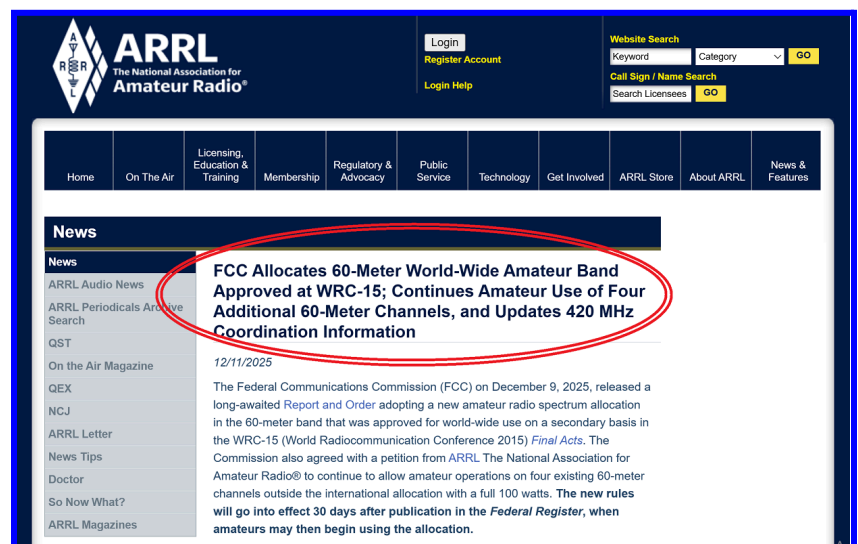 A
R R
L
ARRL
The National Association for
Amateur Radio®
Login
Register Account
Login Help
Website Search
Keyword Category GO
Call Sign / Name Search
Search Licensees GO
Home
On The Air
Licensing,
Education &
Training
Membership
Regulatory &
Advocacy
Public
Service
Technology
Get Involved
ARRL Store
About ARRL
News &
Features
News
News
ARRL Audio News
ARRL Periodicals Archive
Search
QST
On the Air Magazine
QEX
NCJ
ARRL Letter
News Tips
Doctor
So Now What?
ARRL Magazines
FCC Allocates 60-Meter World-Wide Amateur Band
Approved at WRC-15; Continues Amateur Use of Four
Additional 60-Meter Channels, and Updates 420 MHz
Coordination Information
12/11/2025
The Federal Communications Commission (FCC) on December 9, 2025, released a
long-awaited Report and Order adopting a new amateur radio spectrum allocation
in the 60-meter band that was approved for world-wide use on a secondary basis in
the WRC-15 (World Radiocommunication Conference 2015) Final Acts. The
Commission also agreed with a petition from ARRL The National Association for
Amateur Radio® to continue to allow amateur operations on four existing 60-meter
channels outside the international allocation with a full 100 watts. The new rules
will go into effect 30 days after publication in the Federal Register, when
amateurs may then begin using the allocation.